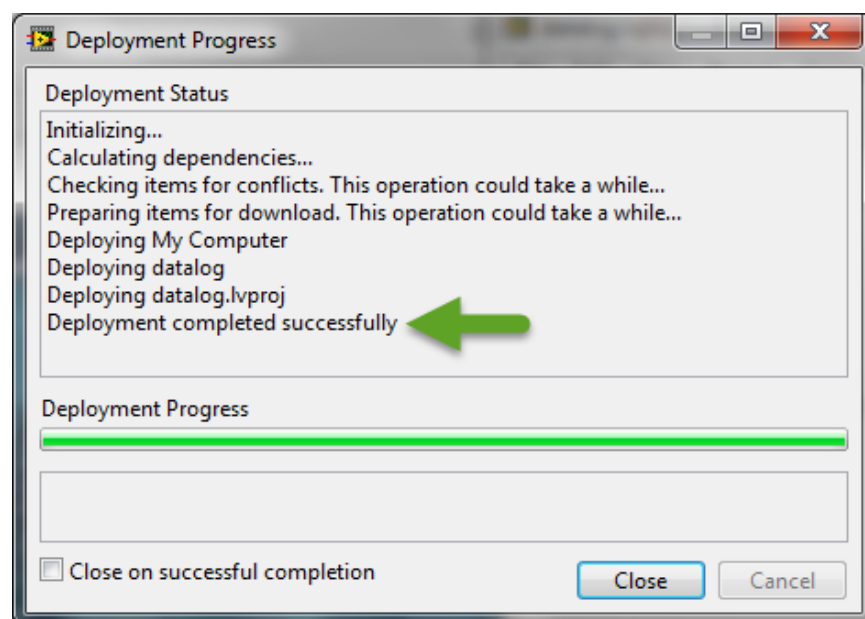 Deployment Progress
Deployment Status
Initializing...
Calculating dependencies...
Checking items for conflicts. This operation could take a while...
Preparing items for download. This operation could take a while...
Deploying My Computer
Deploying datalog
Deploying datalog.lvproj
Deployment completed successfully
Deployment Progress
Close on successful completion
Close
Cancel